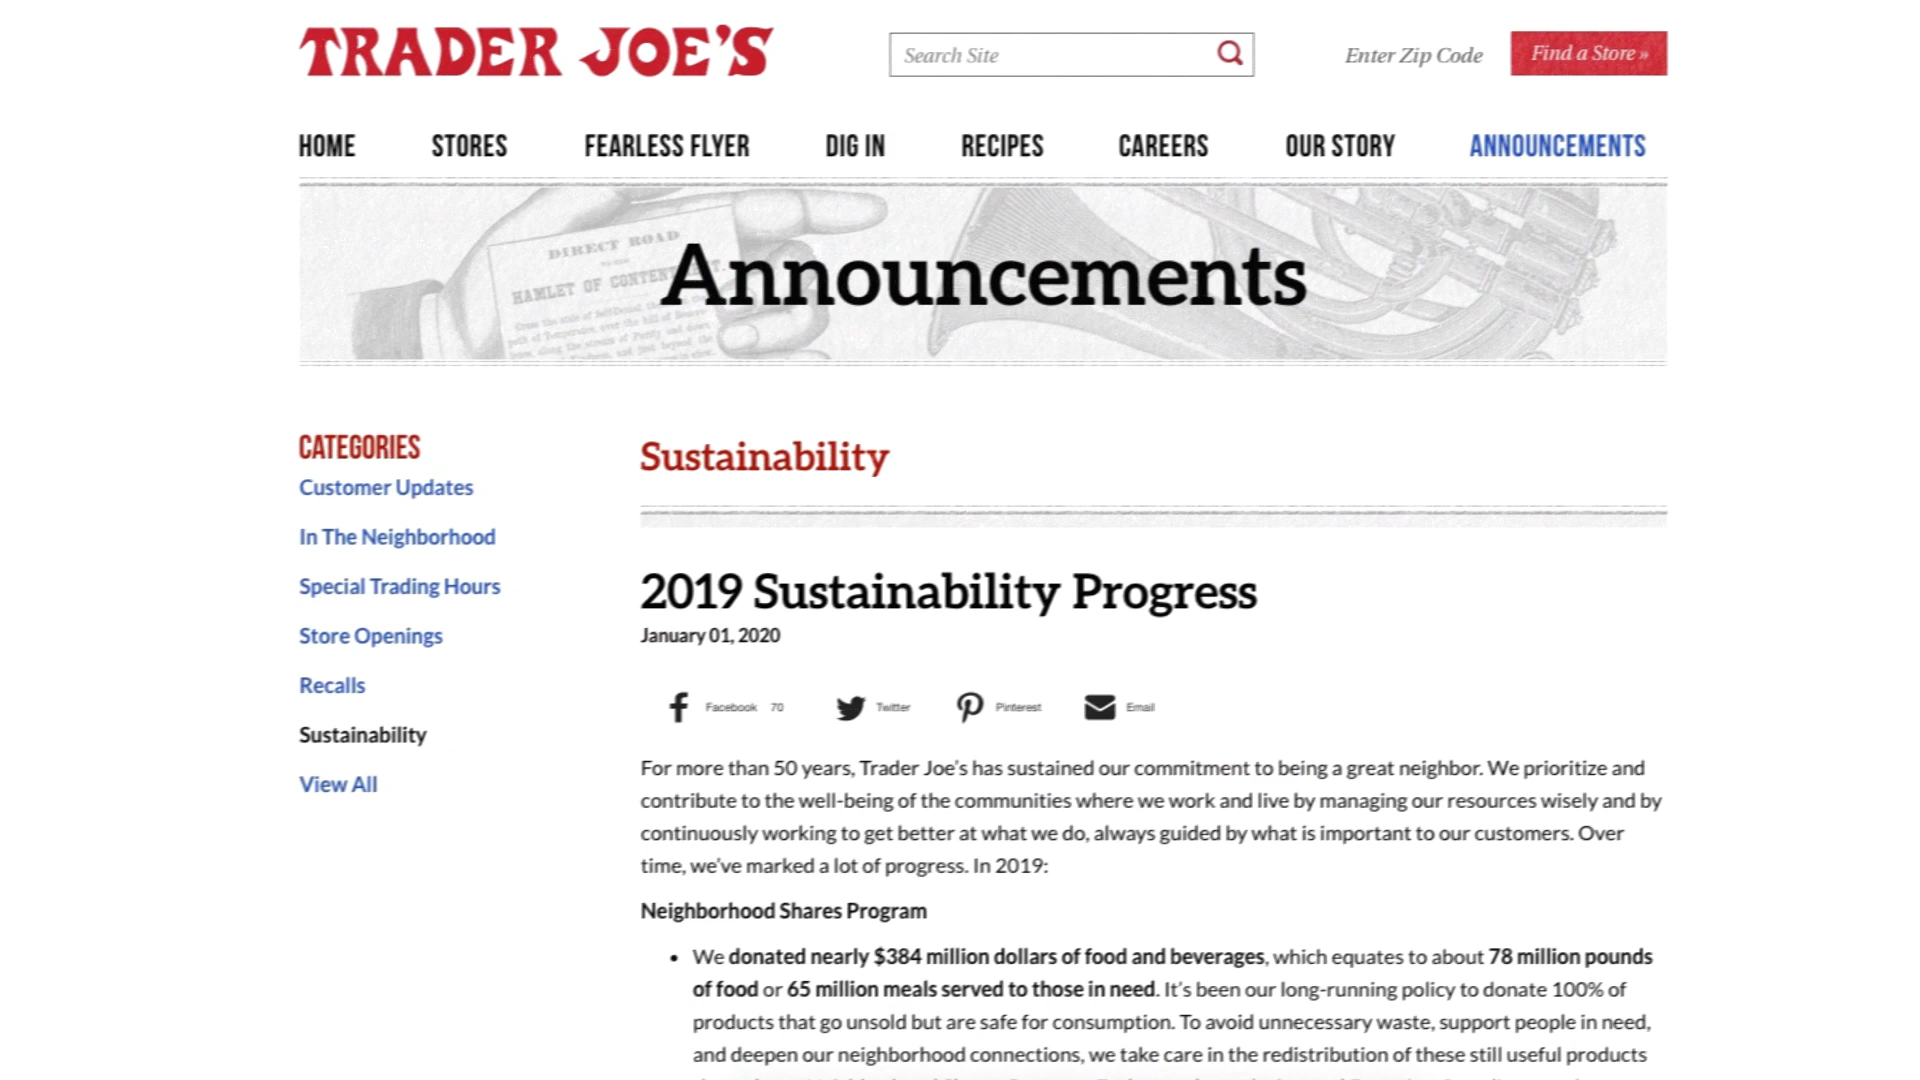 TRADER JOE'S
Search Site
Enter Zip Code
Find a Store »
HOME STORES FEARLESS FLYER DIG IN RECIPES CAREERS OUR STORY ANNOUNCEMENTS
DIRECT ROAD
HAMLET OF
Announcements
CATEGORIES
Customer Updates
In The Neighborhood
Special Trading Hours
Store Openings
Recalls
Sustainability
View All
Sustainability
2019 Sustainability Progress
January 01, 2020
Facebook 70 Twitter Pinterest Email
For more than 50 years, Trader Joe's has sustained our commitment to being a great neighbor. We prioritize and
contribute to the well-being of the communities where we work and live by managing our resources wisely and by
continuously working to get better at what we do, always guided by what is important to our customers. Over
time, we've marked a lot of progress. In 2019:
Neighborhood Shares Program
• We donated nearly $384 million dollars of food and beverages, which equates to about 78 million pounds
of food or 65 million meals served to those in need. It's been our long-running policy to donate 100% of
products that go unsold but are safe for consumption. To avoid unnecessary waste, support people in need,
and deepen our neighborhood connections, we take care in the redistribution of these still useful products